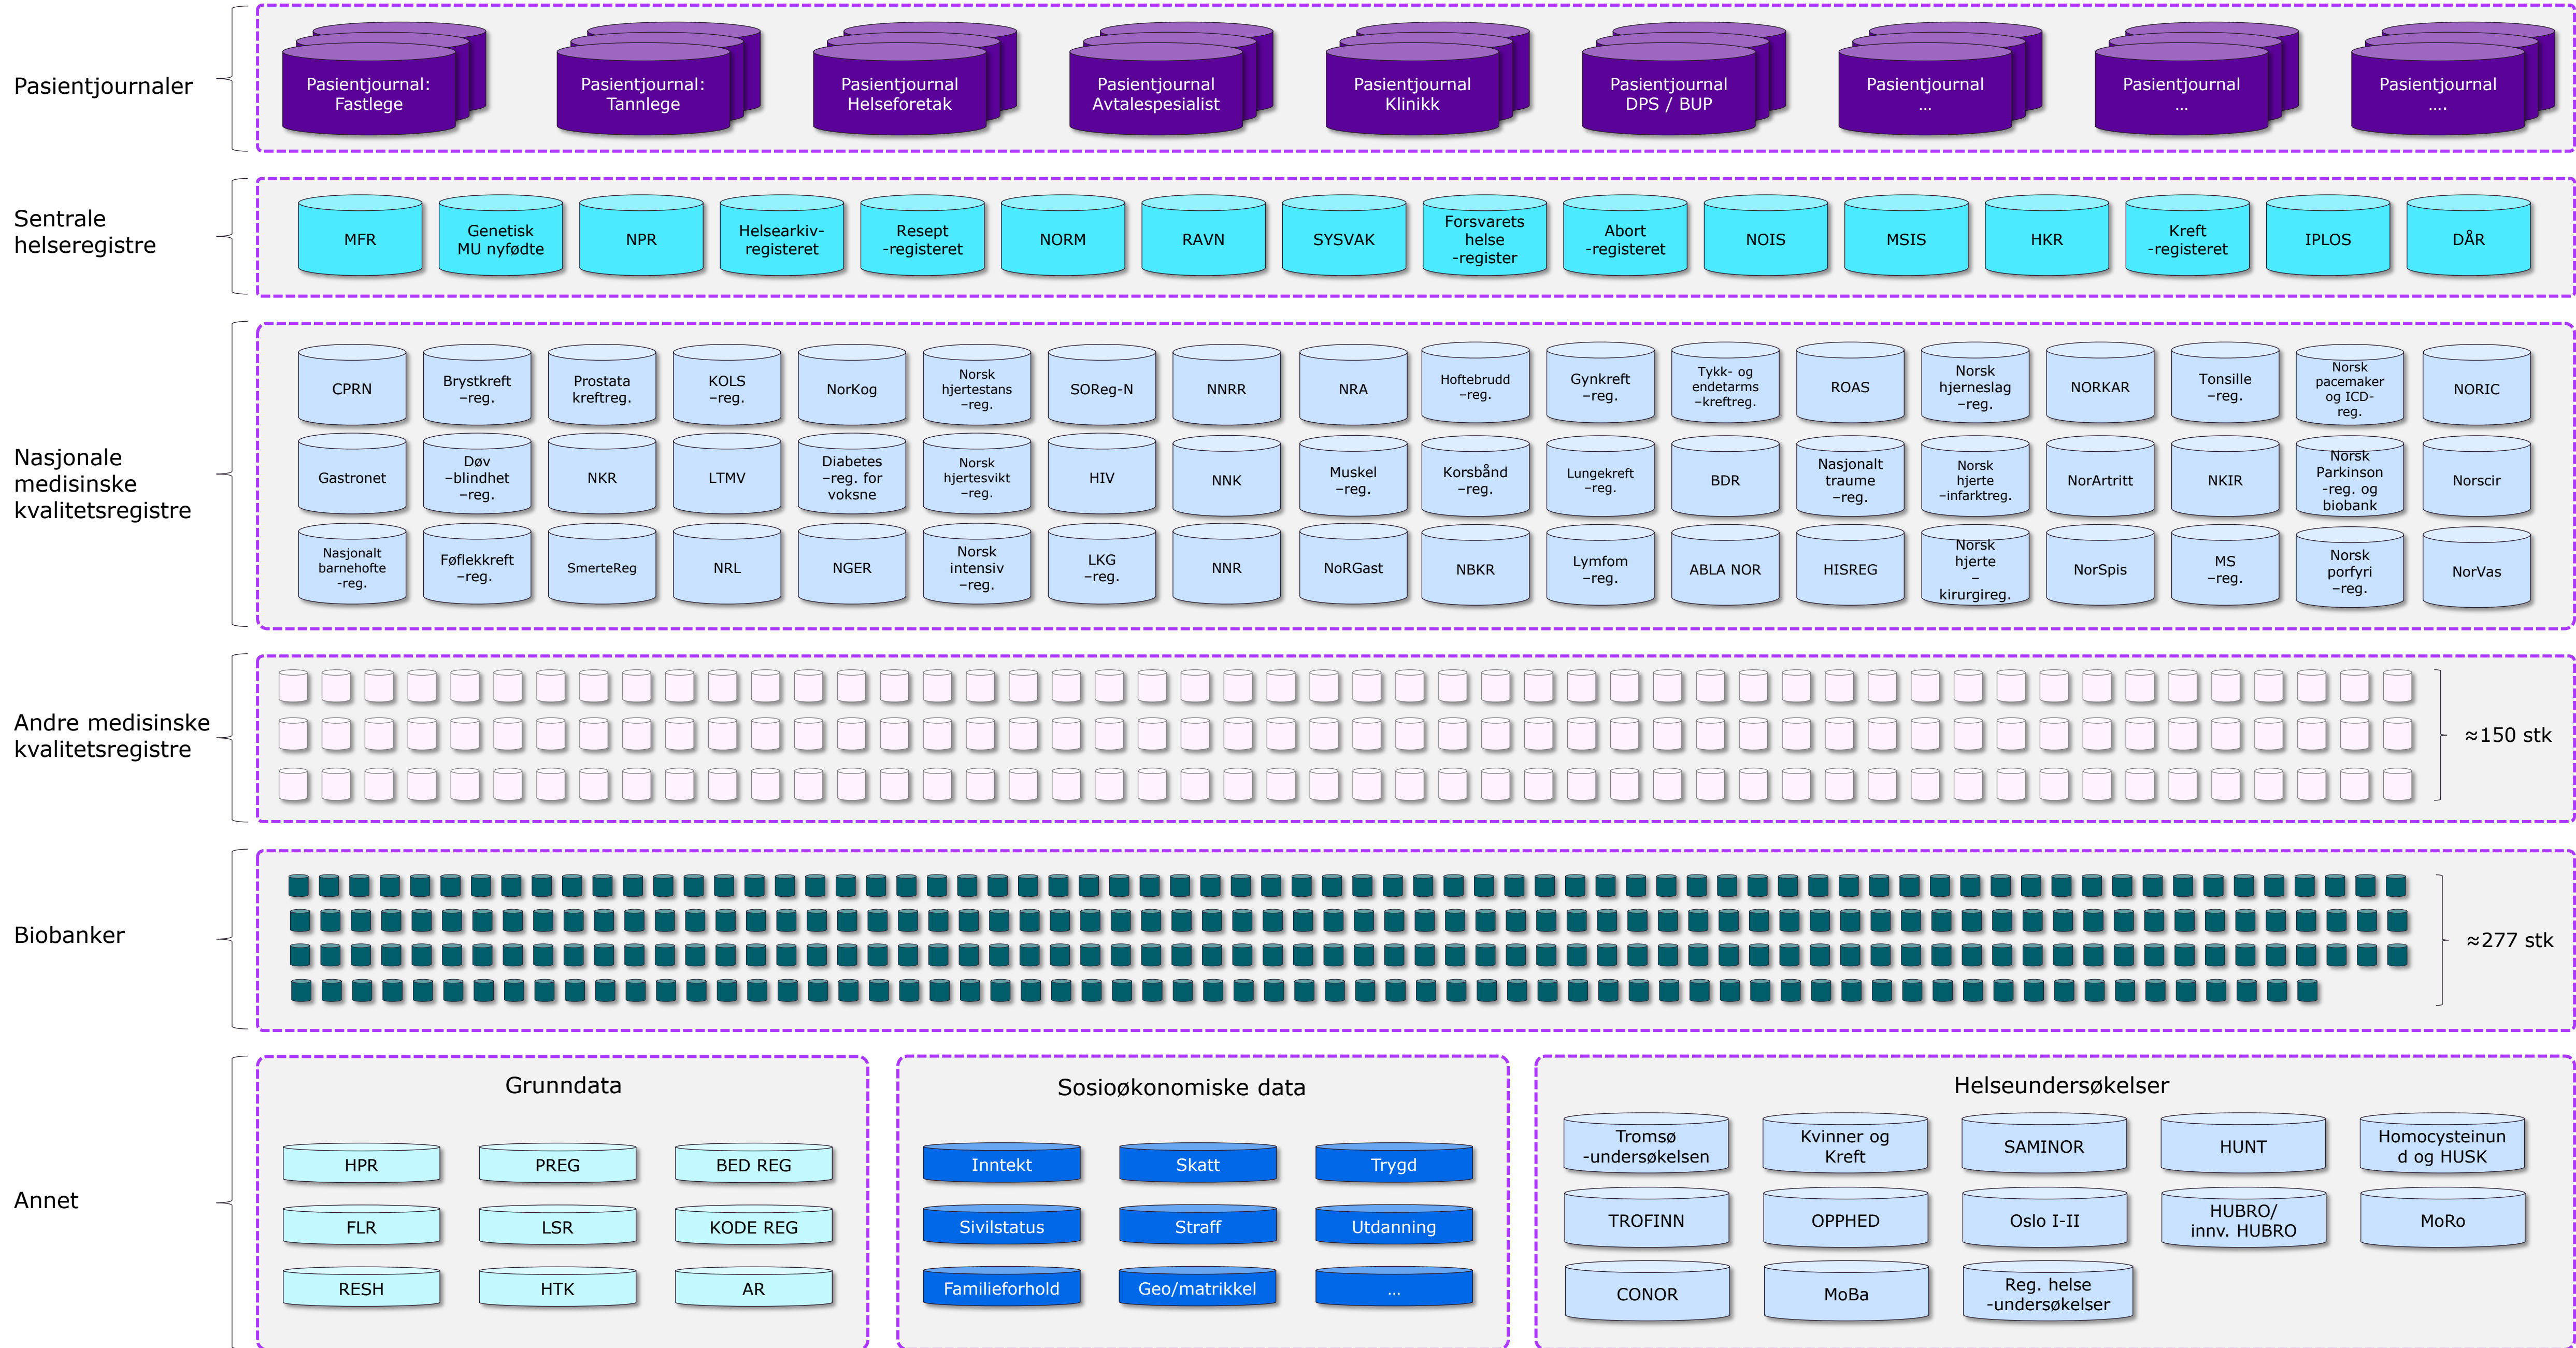 Pasientjournaler
Pasientjournal:
Fastlege
Pasientjournal:
Tannlege
Pasientjournal
Helseforetak
Pasientjournal
Avtalespesialist
Pasientjournal
Klinikk
Pasientjournal
DPS / BUP
Pasientjournal
...
Pasientjournal
...
Pasientjournal
....
Sentrale
helseregistre
MFR
Genetisk
MU nyfødte
NPR
Helsearkiv-
registeret
Resept
-registeret
NORM
RAVN
SYSVAK
Forsvarets
helse
-register
Abort
-registeret
NOIS
MSIS
HKR
Kreft
-registeret
IPLOS
DÅR
Nasjonale
medisinske
kvalitetsregistre
CPRN
Brystkreft
–reg.
Prostata
kreftreg.
KOLS
–reg.
NorKog
Norsk
hjertestans
–reg.
SOReg-N
NNRR
NRA
Hoftebrudd
–reg.
Gynkreft
–reg.
Tykk- og
endetarms
–kreftreg.
ROAS
Norsk
hjerneslag
–reg.
NORKAR
Tonsille
–reg.
Norsk
pacemaker
og ICD-
reg.
NORIC
Gastronet
Døv
–blindhet
–reg.
NKR
LTMV
Diabetes
–reg. for
voksne
Norsk
hjertesvikt
–reg.
HIV
NNK
Muskel
–reg.
Korsbånd
–reg.
Lungekreft
–reg.
BDR
Nasjonalt
traume
–reg.
Norsk
hjerte
–infarktreg.
NorArtritt
NKIR
Norsk
Parkinson
-reg. og
biobank
Norscir
Nasjonalt
barnehofte
-reg.
Føflekkreft
–reg.
SmerteReg
NRL
NGER
Norsk
intensiv
–reg.
LKG
–reg.
NNR
NoRGast
NBKR
Lymfom
–reg.
ABLA NOR
HISREG
Norsk
hjerte
–
kirurgireg.
NorSpis
MS
–reg.
Norsk
porfyri
–reg.
NorVas
Andre medisinske
kvalitetsregistre
≈150 stk
Biobanker
≈277 stk
Annet
Grunndata
HPR
PREG
BED REG
FLR
LSR
KODE REG
RESH
HTK
AR
Sosioøkonomiske data
Inntekt
Skatt
Trygd
Sivilstatus
Straff
Utdanning
Familieforhold
Geo/matrikkel
...
Helseundersøkelser
Tromsø
-undersøkelsen
Kvinner og
Kreft
SAMINOR
HUNT
Homocysteinun
d og HUSK
TROFINN
OPPHED
Oslo I-II
HUBRO/
innv. HUBRO
MoRo
CONOR
MoBa
Reg. helse
-undersøkelser